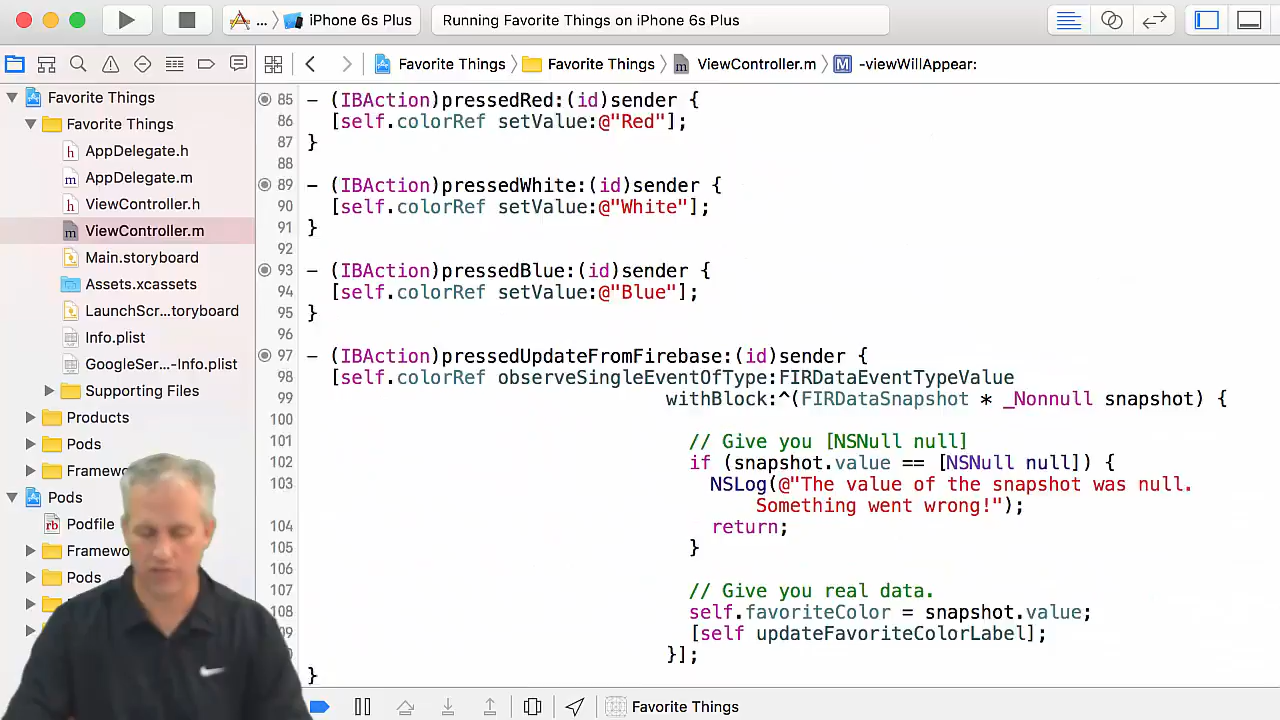 ... iPhone 6s Plus
Running Favorite Things on iPhone 6s Plus
Favorite Things Favorite Things ViewController.m M -viewWillAppear:
Favorite Things
Favorite Things
h AppDelegate.h
m AppDelegate.m
h ViewController.h
m ViewController.m
Main.storyboard
Assets.xcassets
LaunchScr...toryboard
Info.plist
GoogleSer...-Info.plist
Supporting Files
Products
Pods
Framew
Pods
rb Podfile
Framew
Pods
85 - (IBAction)pressedRed:(id)sender {
86 [self.colorRef setValue:@"Red"];
87 }
88
89 - (IBAction)pressedWhite:(id)sender {
90 [self.colorRef setValue:@"White"];
91 }
92
93 - (IBAction)pressedBlue:(id)sender {
94 [self.colorRef setValue:@"Blue"];
95 }
96
97 - (IBAction)pressedUpdateFromFirebase:(id)sender {
98 [self.colorRef observeSingleEventOfType:FIRDataEventTypeValue
99 withBlock:^(FIRDataSnapshot * _Nonnull snapshot) {
100
101 // Give you [NSNull null]
102 if (snapshot.value == [NSNull null]) {
103 NSLog(@"The value of the snapshot was null.
Something went wrong!");
104 return;
105 }
106
107 // Give you real data.
108 self.favoriteColor = snapshot.value;
09 [self updateFavoriteColorLabel];
}];
}
Favorite Things